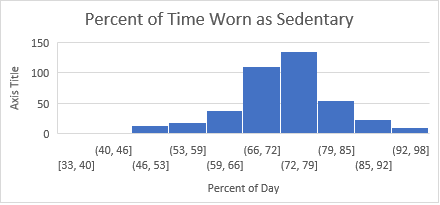 Percent of Time Worn as Sedentary
Axis Title
150
100
50
0
(40, 46] (53, 59] (66, 72] (79, 85] (92, 98]
[33, 40] (46, 53] (59, 66] (72, 79] (85, 92]
Percent of Day